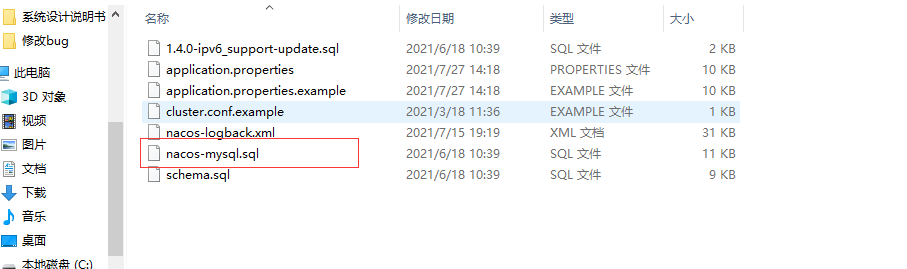 系统设计说明书
修改bug
此电脑
3D 对象
视频
图片
文档
下载
音乐
桌面
本地磁盘 (C:)
名称 修改日期 类型 大小
1.4.0-ipv6_support-update.sql 2021/6/18 10:39 SQL 文件 2 KB
application.properties 2021/7/27 14:18 PROPERTIES 文件 10 KB
application.properties.example 2021/7/27 14:18 EXAMPLE 文件 10 KB
cluster.conf.example 2021/3/18 11:36 EXAMPLE 文件 1 KB
nacos-logback.xml 2021/7/15 19:19 XML 文档 31 KB
nacos-mysql.sql 2021/6/18 10:39 SQL 文件 11 KB
schema.sql 2021/6/18 10:39 SQL 文件 9 KB